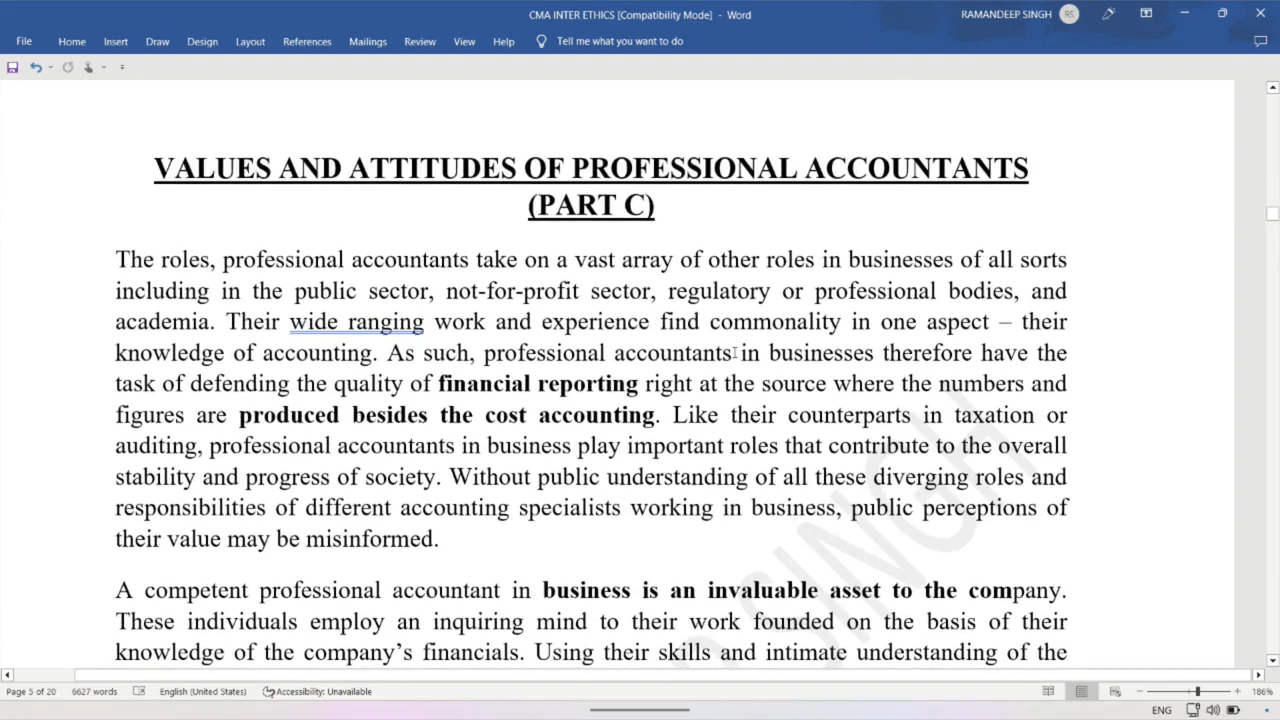 CMA INTER ETHICS [Compatibility Mode] - Word
RAMANDEEP SINGH RS
File Home Insert Draw Design Layout References Mailings Review View Help Tell me what you want to do
VALUES AND ATTITUDES OF PROFESSIONAL ACCOUNTANTS
(PART C)
The roles, professional accountants take on a vast array of other roles in businesses of all sorts
including in the public sector, not-for-profit sector, regulatory or professional bodies, and
academia. Their wide ranging work and experience find commonality in one aspect – their
knowledge of accounting. As such, professional accountants in businesses therefore have the
task of defending the quality of financial reporting right at the source where the numbers and
figures are produced besides the cost accounting. Like their counterparts in taxation or
auditing, professional accountants in business play important roles that contribute to the overall
stability and progress of society. Without public understanding of all these diverging roles and
responsibilities of different accounting specialists working in business, public perceptions of
their value may be misinformed.
A competent professional accountant in business is an invaluable asset to the company.
These individuals employ an inquiring mind to their work founded on the basis of their
knowledge of the company's financials. Using their skills and intimate understanding of the
SINGH
Page 5 of 20 6627 words English (United States) Accessibility: Unavailable 186%
ENG